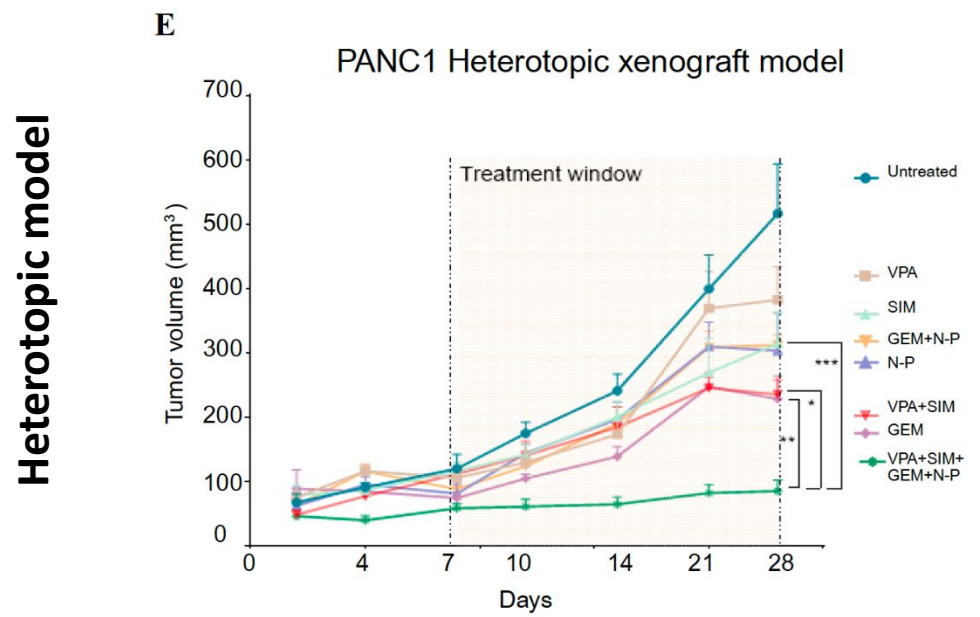 E
Heterotopic model
PANC1 Heterotopic xenograft model
Tumor volume (mm³ )
700
600
500
400
300
200
100
0
Treatment window
0 4 7 10 14 21 28
Days
Untreated
VPA
SIM
GEM+N-P
N-P
VPA+SIM
GEM
VPA+SIM+
GEM+N-P
***
*
**